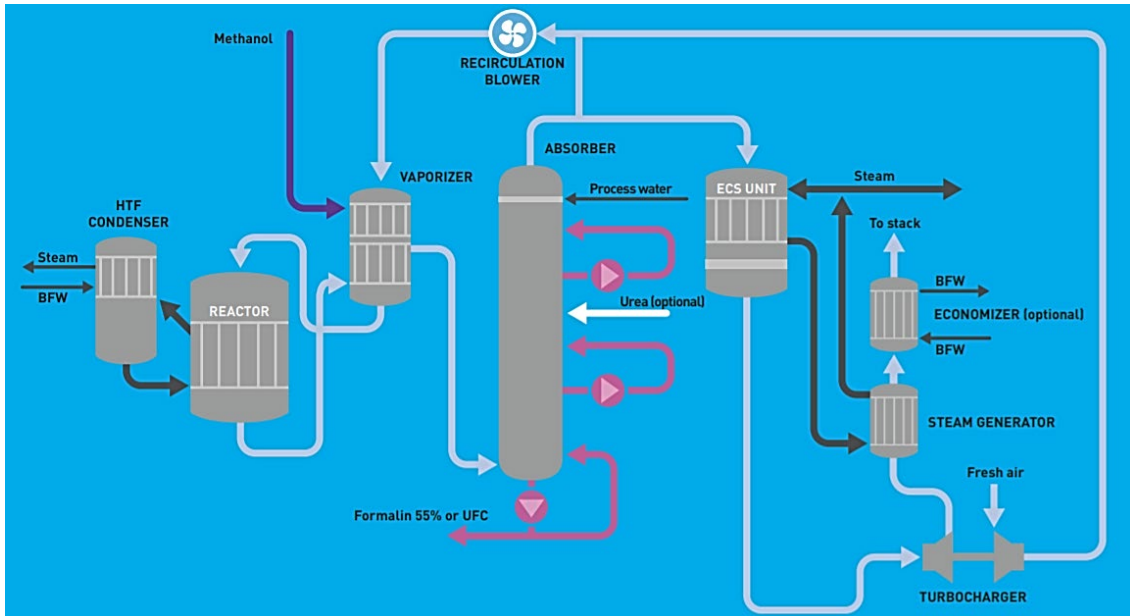 Methanol
RECIRCULATION
BLOWER
VAPORIZER
ABSORBER
HTF
CONDENSER
Steam
BFW
REACTOR
Process water
Urea (optional)
Formalin 55% or UFC
ECS UNIT
Steam
To stack
BFW
ECONOMIZER (optional)
BFW
STEAM GENERATOR
Fresh air
TURBOCHARGER